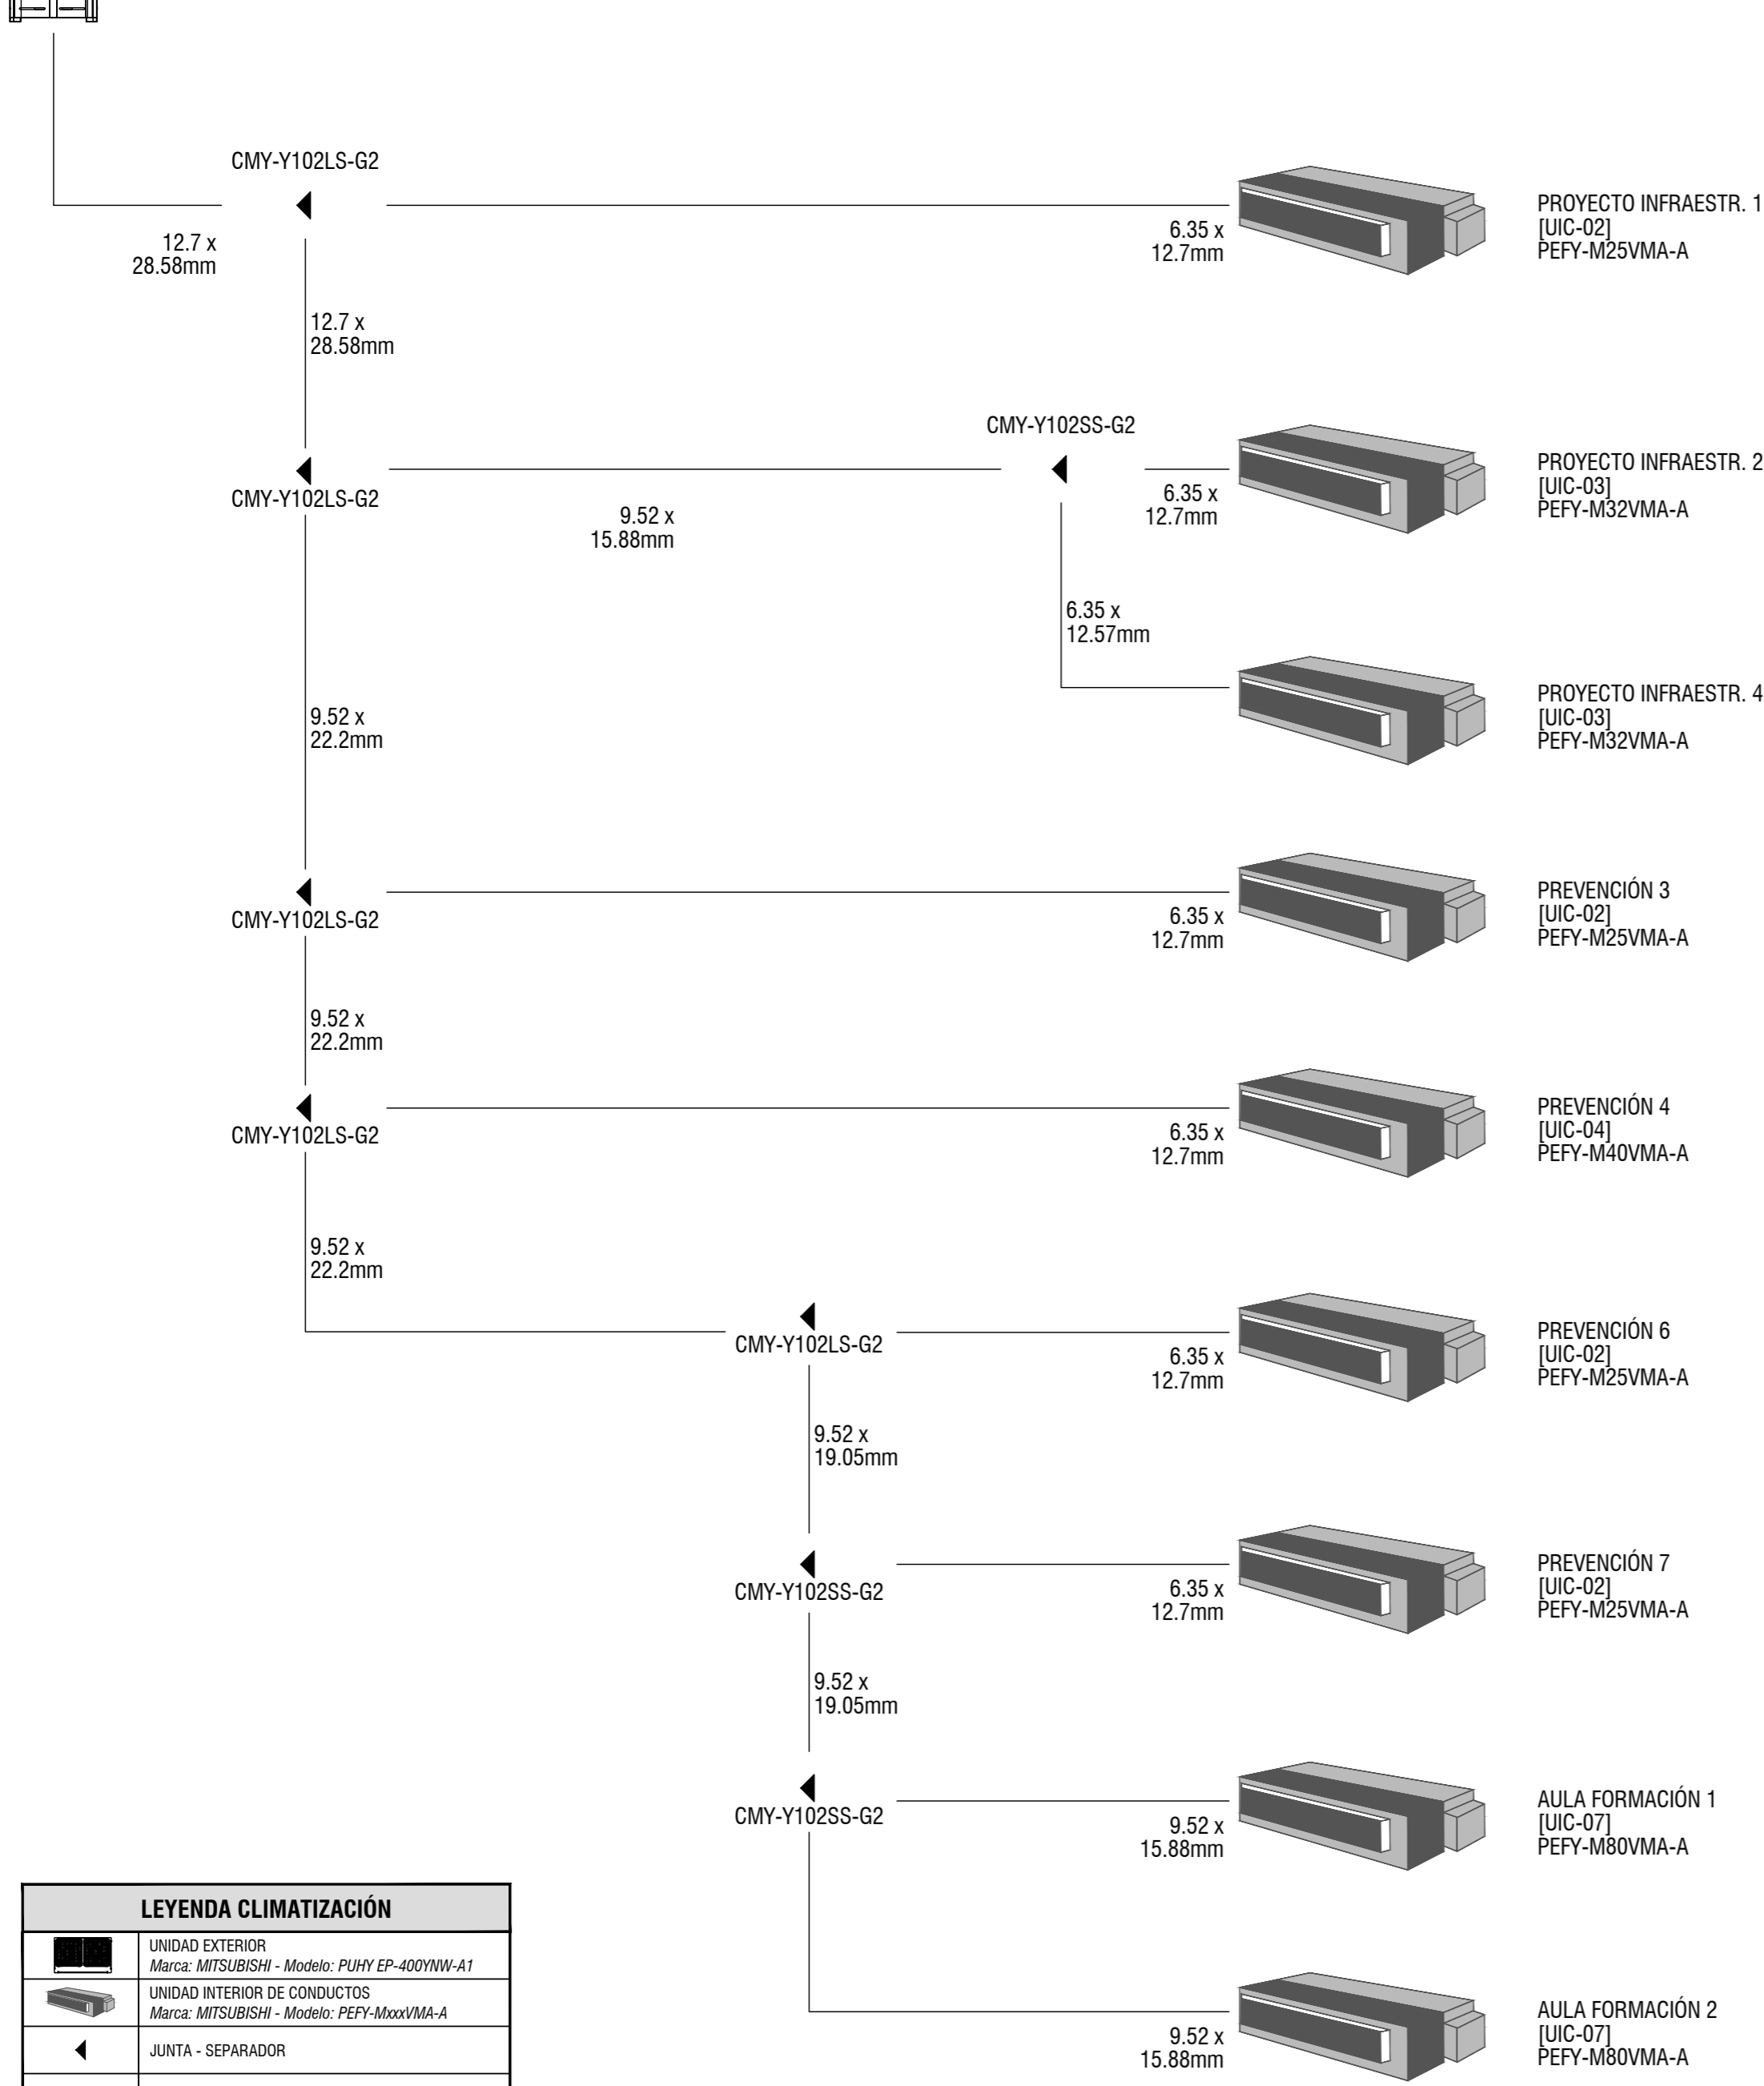 CMY-Y102LS-G2
12.7 x
28.58mm
6.35 x
12.7mm
PROYECTO INFRAESTR. 1
[UIC-02]
PEFY-M25VMA-A
12.7 x
28.58mm
CMY-Y102LS-G2
9.52 x
15.88mm
CMY-Y102SS-G2
6.35 x
12.7mm
PROYECTO INFRAESTR. 2
[UIC-03]
PEFY-M32VMA-A
6.35 x
12.57mm
PROYECTO INFRAESTR. 4
[UIC-03]
PEFY-M32VMA-A
9.52 x
22.2mm
CMY-Y102LS-G2
6.35 x
12.7mm
PREVENCIÓN 3
[UIC-02]
PEFY-M25VMA-A
9.52 x
22.2mm
CMY-Y102LS-G2
6.35 x
12.7mm
PREVENCIÓN 4
[UIC-04]
PEFY-M40VMA-A
9.52 x
22.2mm
CMY-Y102LS-G2
6.35 x
12.7mm
PREVENCIÓN 6
[UIC-02]
PEFY-M25VMA-A
9.52 x
19.05mm
CMY-Y102SS-G2
6.35 x
12.7mm
PREVENCIÓN 7
[UIC-02]
PEFY-M25VMA-A
9.52 x
19.05mm
CMY-Y102SS-G2
9.52 x
15.88mm
AULA FORMACIÓN 1
[UIC-07]
PEFY-M80VMA-A
9.52 x
15.88mm
AULA FORMACIÓN 2
[UIC-07]
PEFY-M80VMA-A
LEYENDA CLIMATIZACIÓN
UNIDAD EXTERIOR
Marca: MITSUBISHI - Modelo: PUHY EP-400YNW-A1
UNIDAD INTERIOR DE CONDUCTOS
Marca: MITSUBISHI - Modelo: PEFY-MxxxVMA-A
JUNTA - SEPARADOR